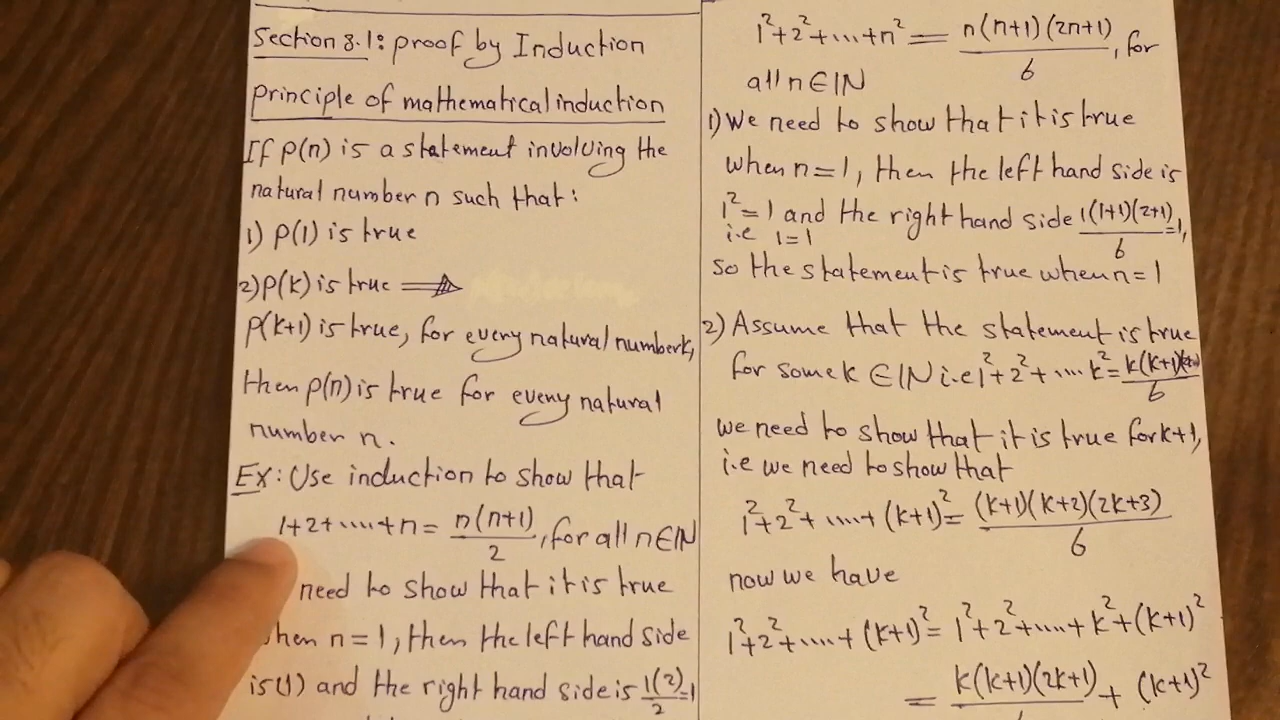 Section 8.1: proof by Induction
principle of mathematical induction
If p(n) is a statement involving the
natural number n such that:
1) p(1) is true
2) p(k) is true ⟹
p(k+1) is true, for every natural number k,
then p(n) is true for every natural
number n.
Ex: Use induction to show that
1+2+.....+n = n(n+1)/2, for all n∈ℕ
need to show that it is true
when n=1, then the left hand side
is (1) and the right hand side is 1(2)/2=1
1²+2²+...+n² = n(n+1)(2n+1)/6, for
all n∈ℕ
1) We need to show that it is true
when n=1, then the left hand side is
1²=1 and the right hand side 1(1+1)(2+1)/6=1,
i.e 1=1
so the statement is true when n=1
2) Assume that the statement is true
for some k∈ℕ i.e 1²+2²+....k²= k(k+1)/6
we need to show that it is true for k+1,
i.e we need to show that
1²+2²+....+(k+1)²= (k+1)(k+2)(2k+3)/6
now we have
1²+2²+....+(k+1)²= 1²+2²+....+k²+(k+1)²
= k(k+1)(2k+1)/6 + (k+1)²